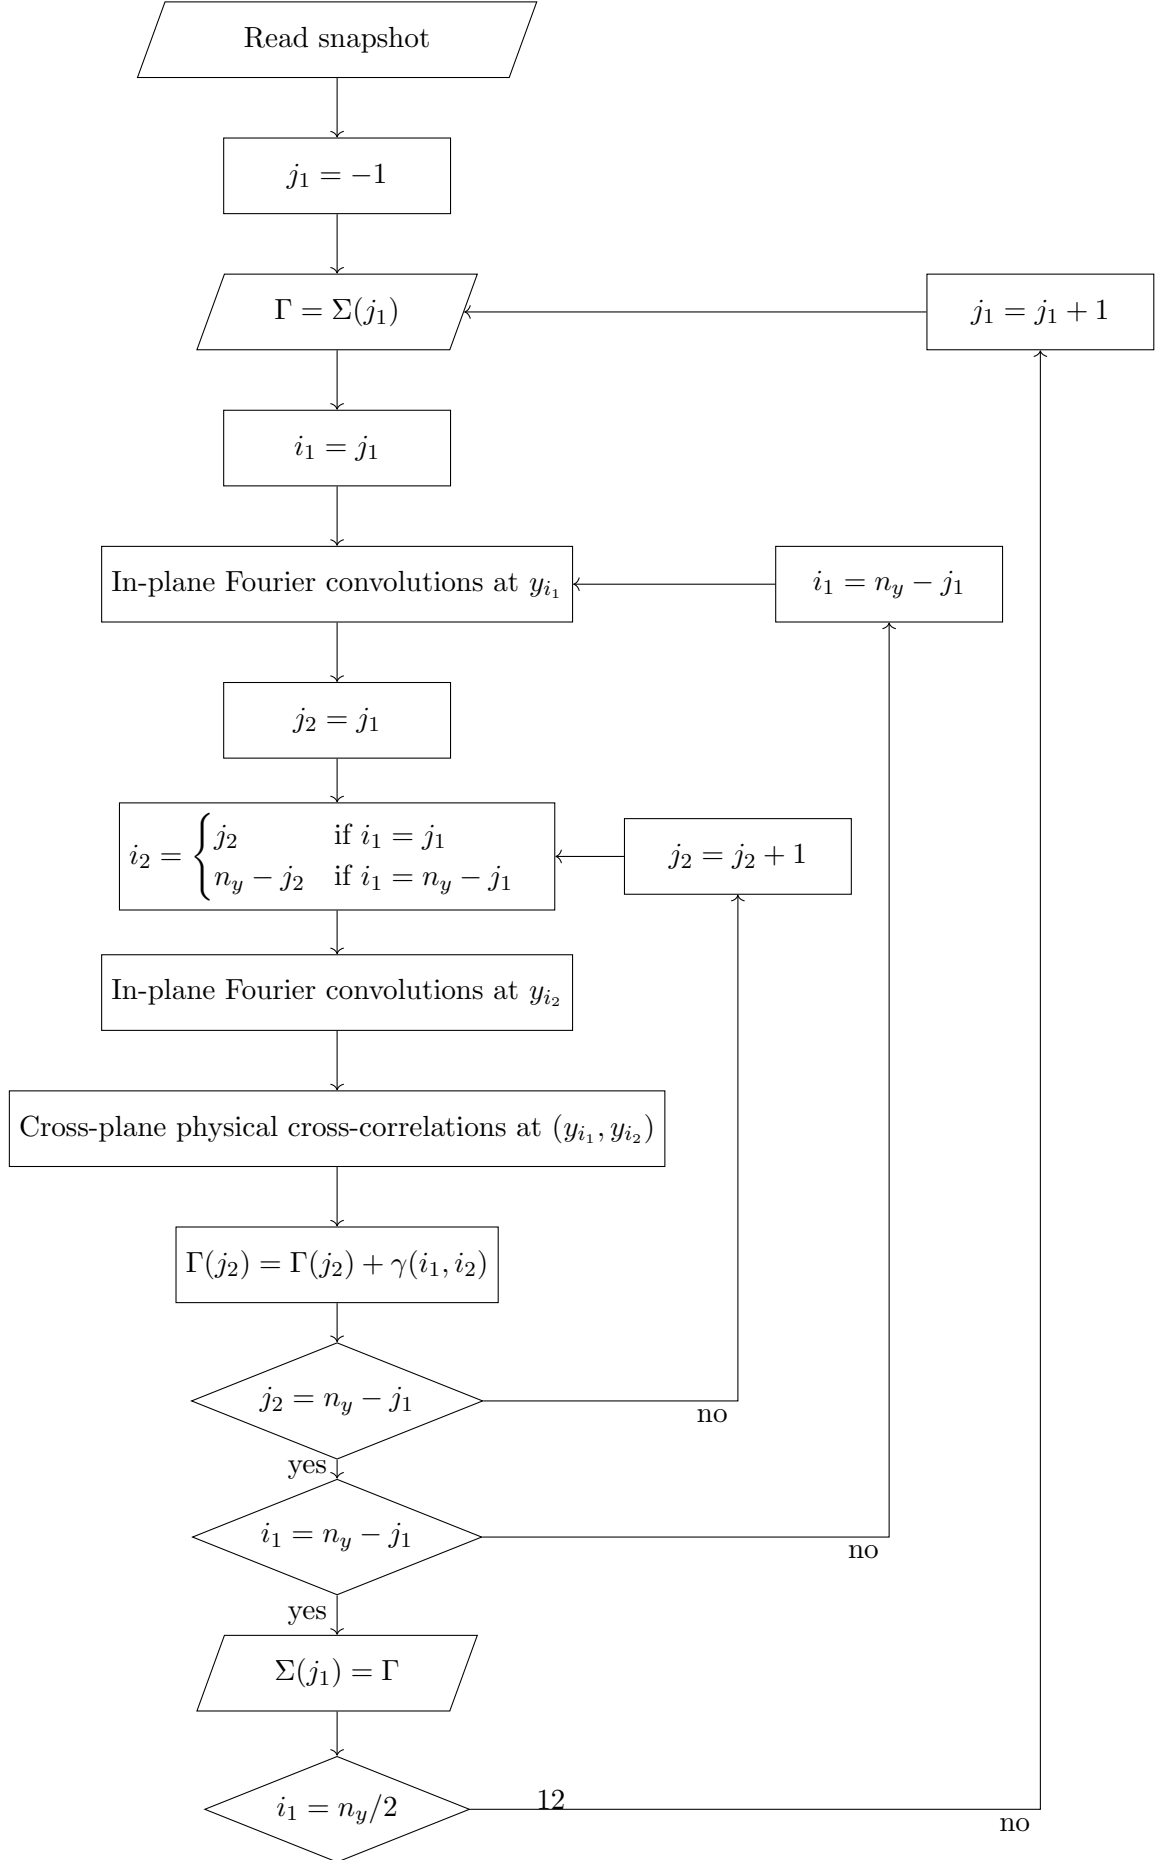 Read snapshot
j₁ = −1
Γ = Σ(j₁)
j₁ = j₁ + 1
i₁ = j₁
In-plane Fourier convolutions at y_{i₁}
i₁ = n_y − j₁
j₂ = j₁
i₂ = { j₂ if i₁ = j₁
n_y − j₂ if i₁ = n_y − j₁
j₂ = j₂ + 1
In-plane Fourier convolutions at y_{i₂}
Cross-plane physical cross-correlations at (y_{i₁}, y_{i₂})
Γ(j₂) = Γ(j₂) + γ(i₁, i₂)
j₂ = n_y − j₁
no
yes
i₁ = n_y − j₁
no
yes
Σ(j₁) = Γ
i₁ = n_y/2
12
no